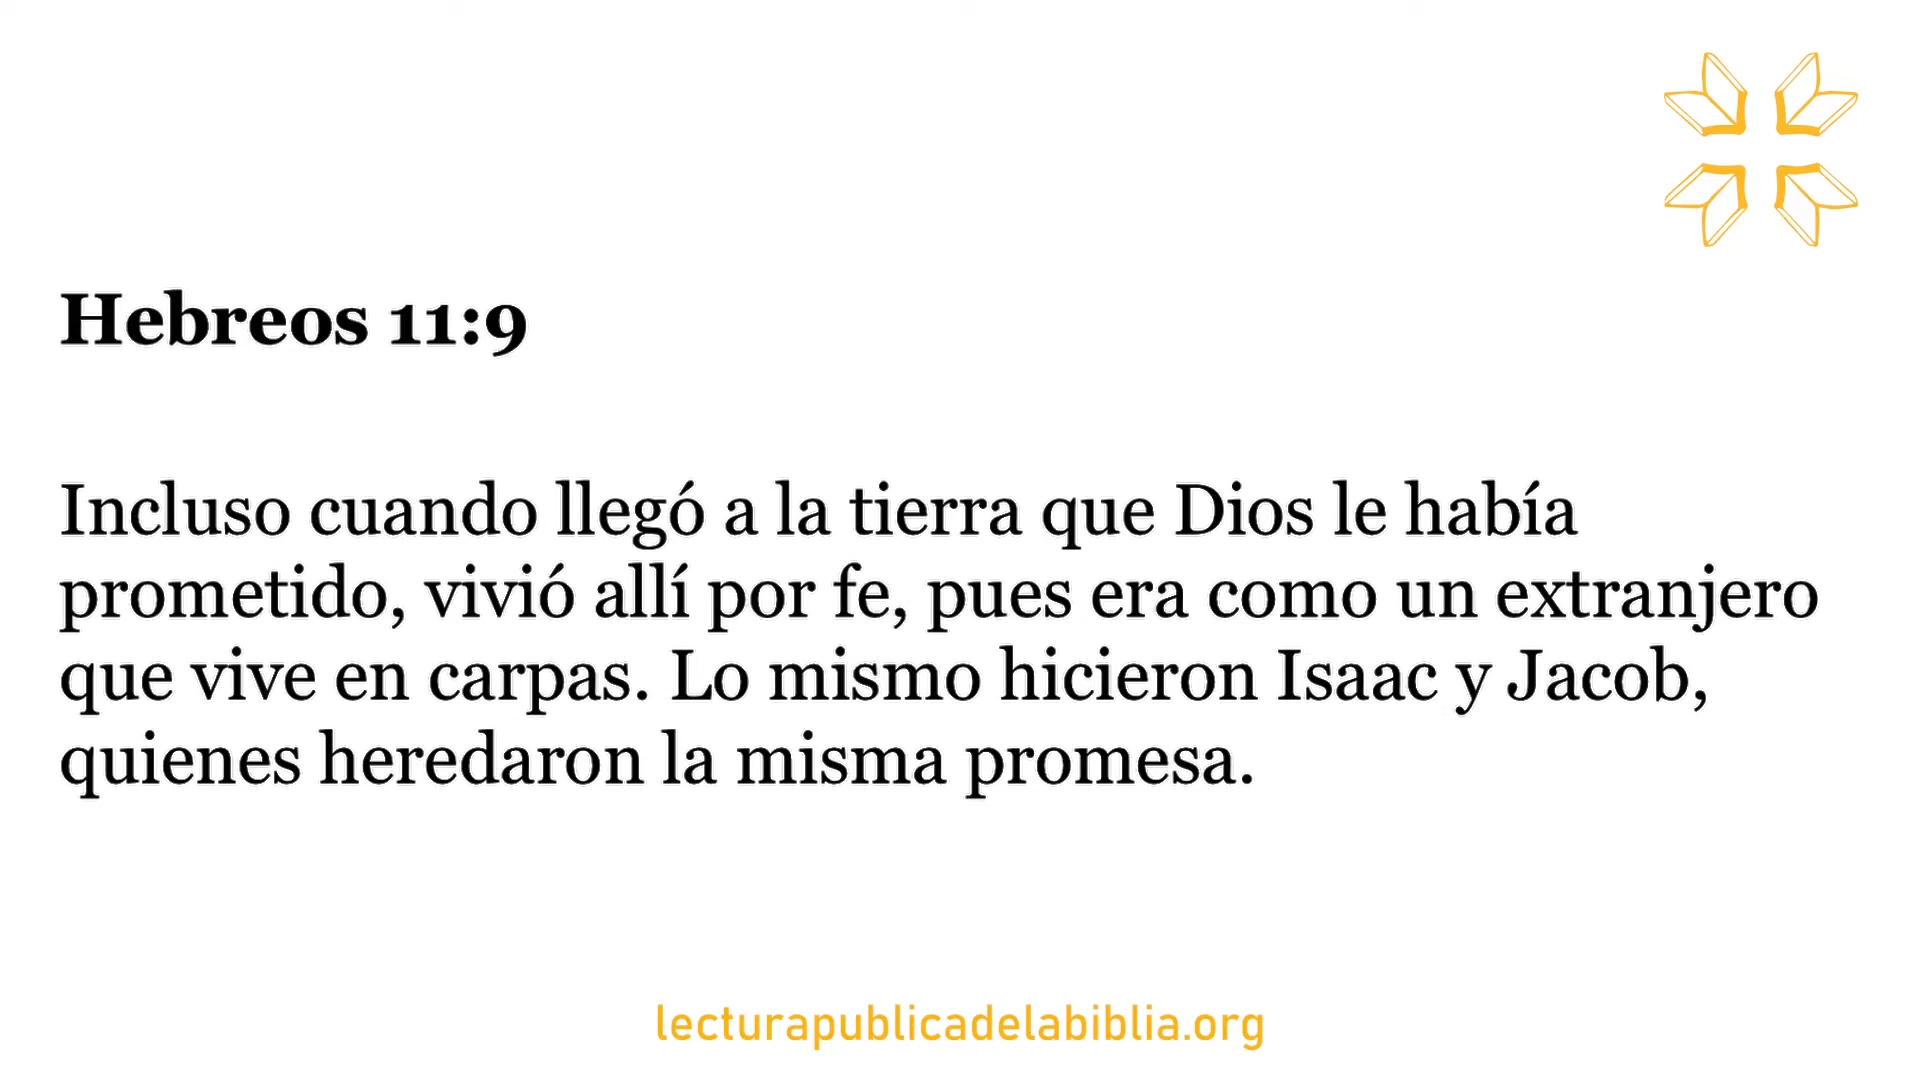 Hebreos 11:9
Incluso cuando llegó a la tierra que Dios le había
prometido, vivió allí por fe, pues era como un extranjero
que vive en carpas. Lo mismo hicieron Isaac y Jacob,
quienes heredaron la misma promesa.
lecturapublicadelabiblia.org